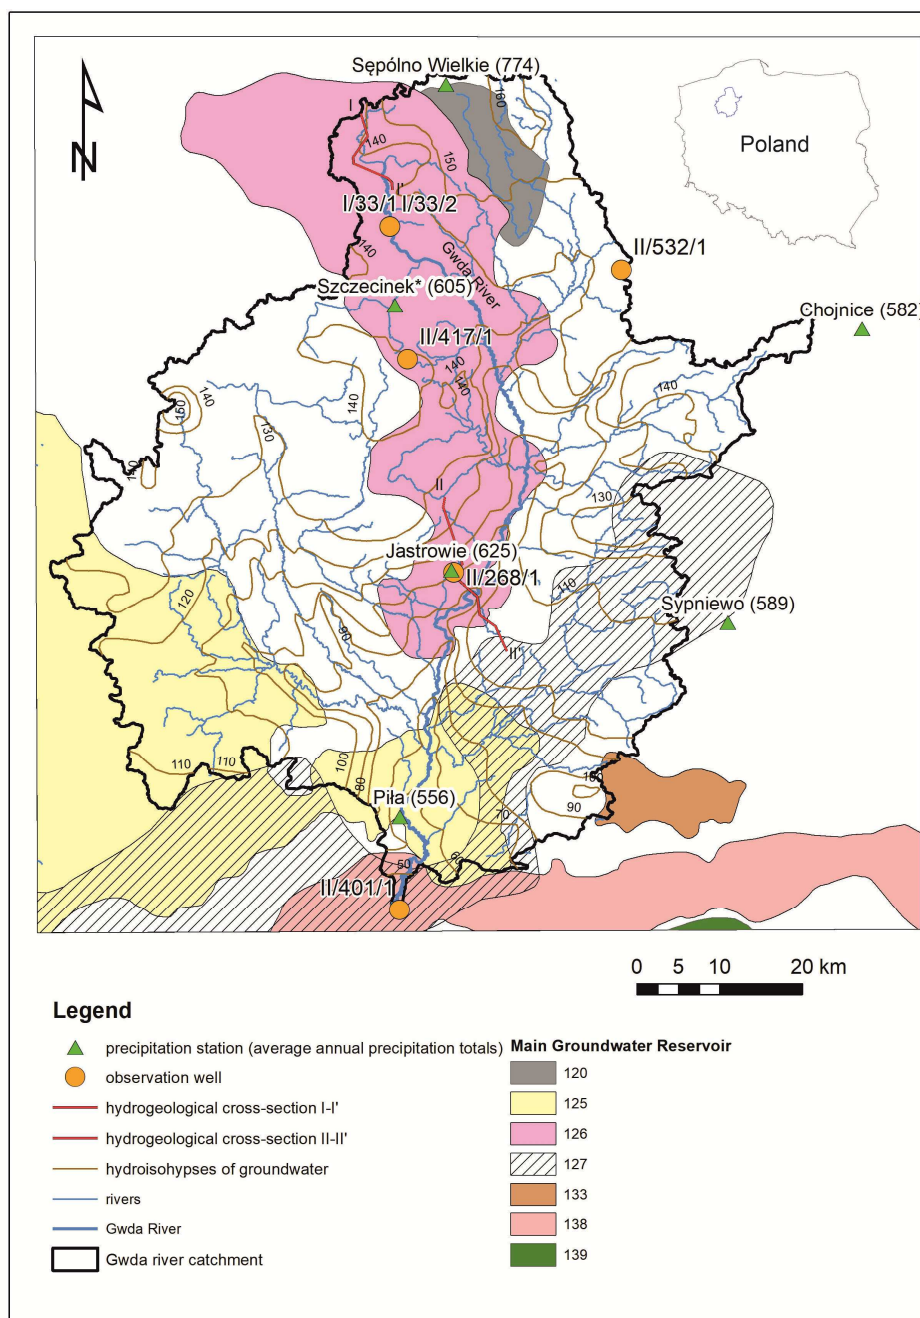 Sępólno Wielkie (774)
I
160
140
150
Poland
N
I'
I/33/1 I/33/2
II/532/1
140
Gwda River
Szczecinek* (605)
Chojnice (582)
II/417/1
140
140
140
140
140
150
130
140
II
130
Jastrowie (625)
II/268/1
110
120
Sypniewo (589)
90
II'
110
110
100
80
100
90
Piła (556)
70
60
50
II/401/1
0 5 10 20 km
Legend
precipitation station (average annual precipitation totals)
observation well
hydrogeological cross-section I-I'
hydrogeological cross-section II-II'
hydroisohypses of groundwater
rivers
Gwda River
Gwda river catchment
Main Groundwater Reservoir
120
125
126
127
133
138
139